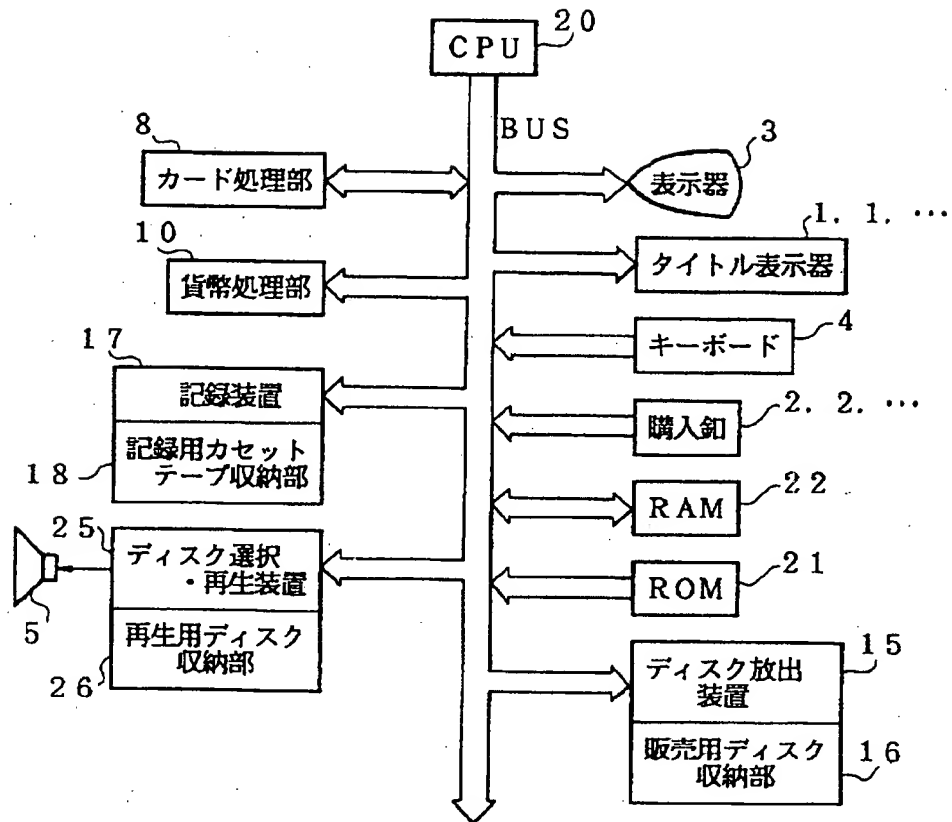 20
CPU
BUS
8
カード処理部
3
表示器
1. 1. …
タイトル表示器
10
貨幣処理部
4
キーボード
17
記録装置
記録用カセット
テープ収納部
18
2. 2. …
購入釦
22
RAM
21
ROM
25
ディスク選択
・再生装置
5
再生用ディスク
収納部
26
15
ディスク放出
装置
販売用ディスク
収納部
16